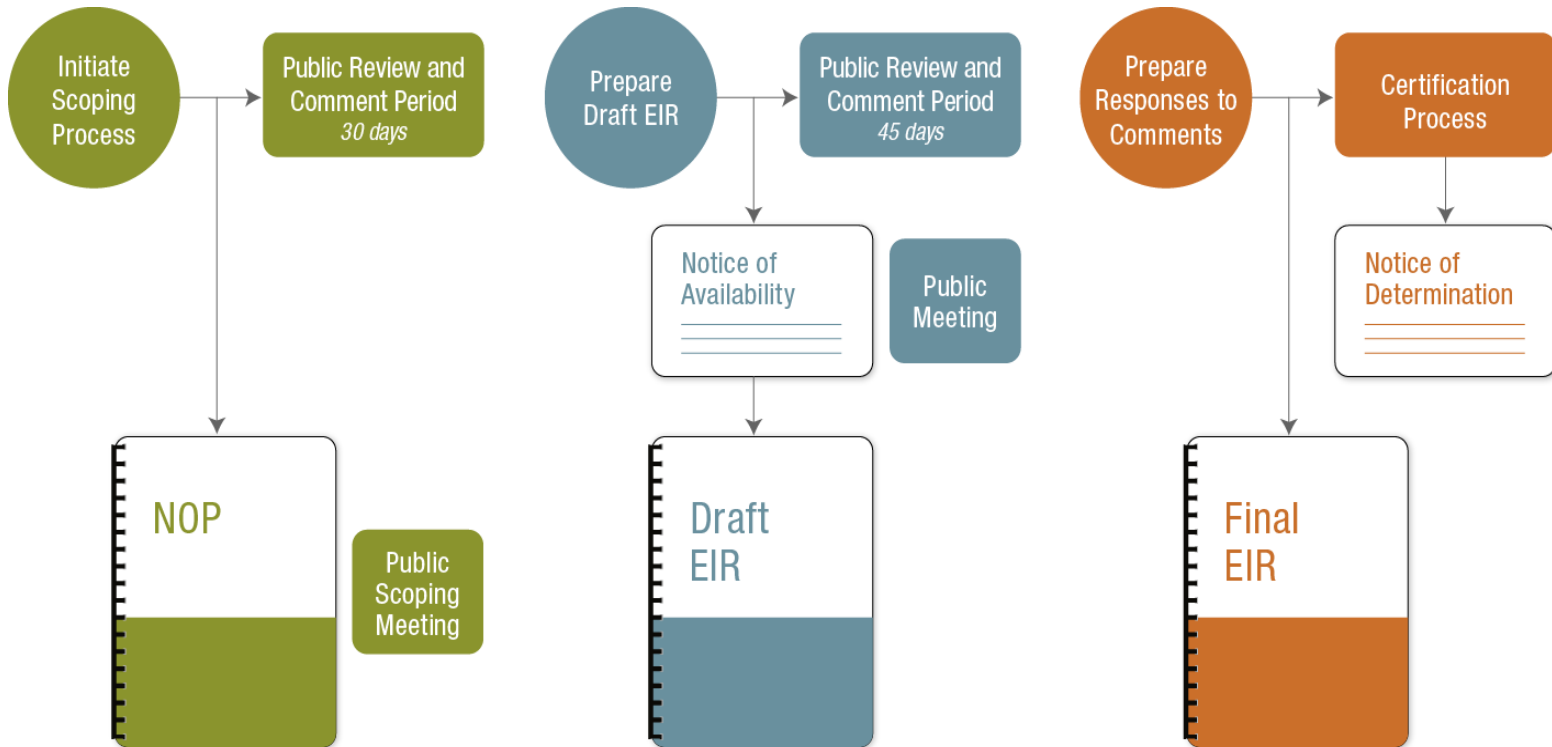 Initiate
Scoping
Process
Public Review and
Comment Period
30 days
NOP
Public
Scoping
Meeting
Prepare
Draft EIR
Public Review and
Comment Period
45 days
Notice of
Availability
Public
Meeting
Draft
EIR
Prepare
Responses to
Comments
Certification
Process
Notice of
Determination
Final
EIR